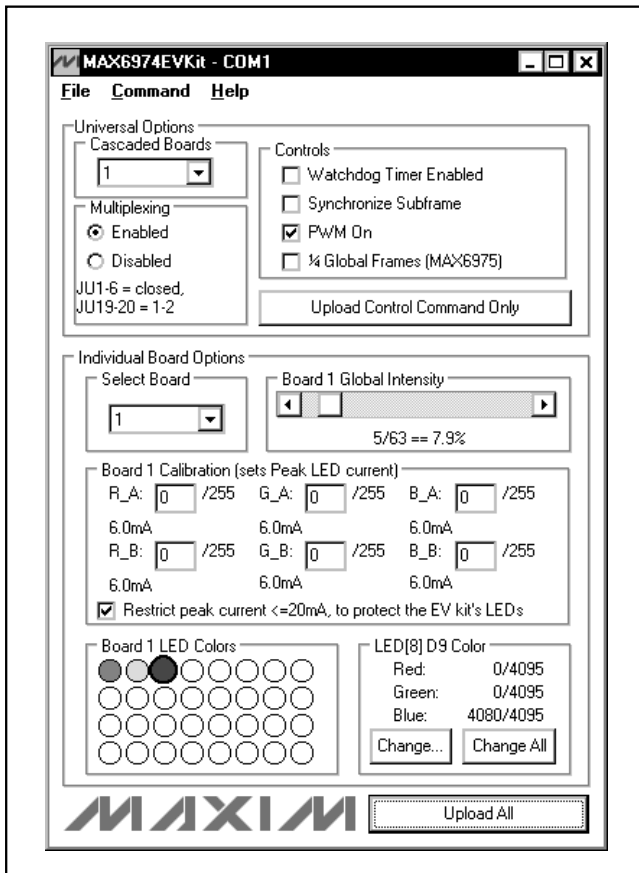 MAX6974EVKit - COM1
File Command Help
Universal Options
Cascaded Boards
1
Multiplexing
Enabled
Disabled
JU1-6 = closed,
JU19-20 = 1-2
Controls
Watchdog Timer Enabled
Synchronize Subframe
PWM On
¼ Global Frames (MAX6975)
Upload Control Command Only
Individual Board Options
Select Board
1
Board 1 Global Intensity
5/63 == 7.9%
Board 1 Calibration (sets Peak LED current)
R_A: 0 /255 G_A: 0 /255 B_A: 0 /255
6.0mA 6.0mA 6.0mA
R_B: 0 /255 G_B: 0 /255 B_B: 0 /255
6.0mA 6.0mA 6.0mA
Restrict peak current <=20mA, to protect the EV kit's LEDs
Board 1 LED Colors
LED[8] D9 Color
Red: 0/4095
Green: 0/4095
Blue: 4080/4095
Change... Change All
MAXIM
Upload All